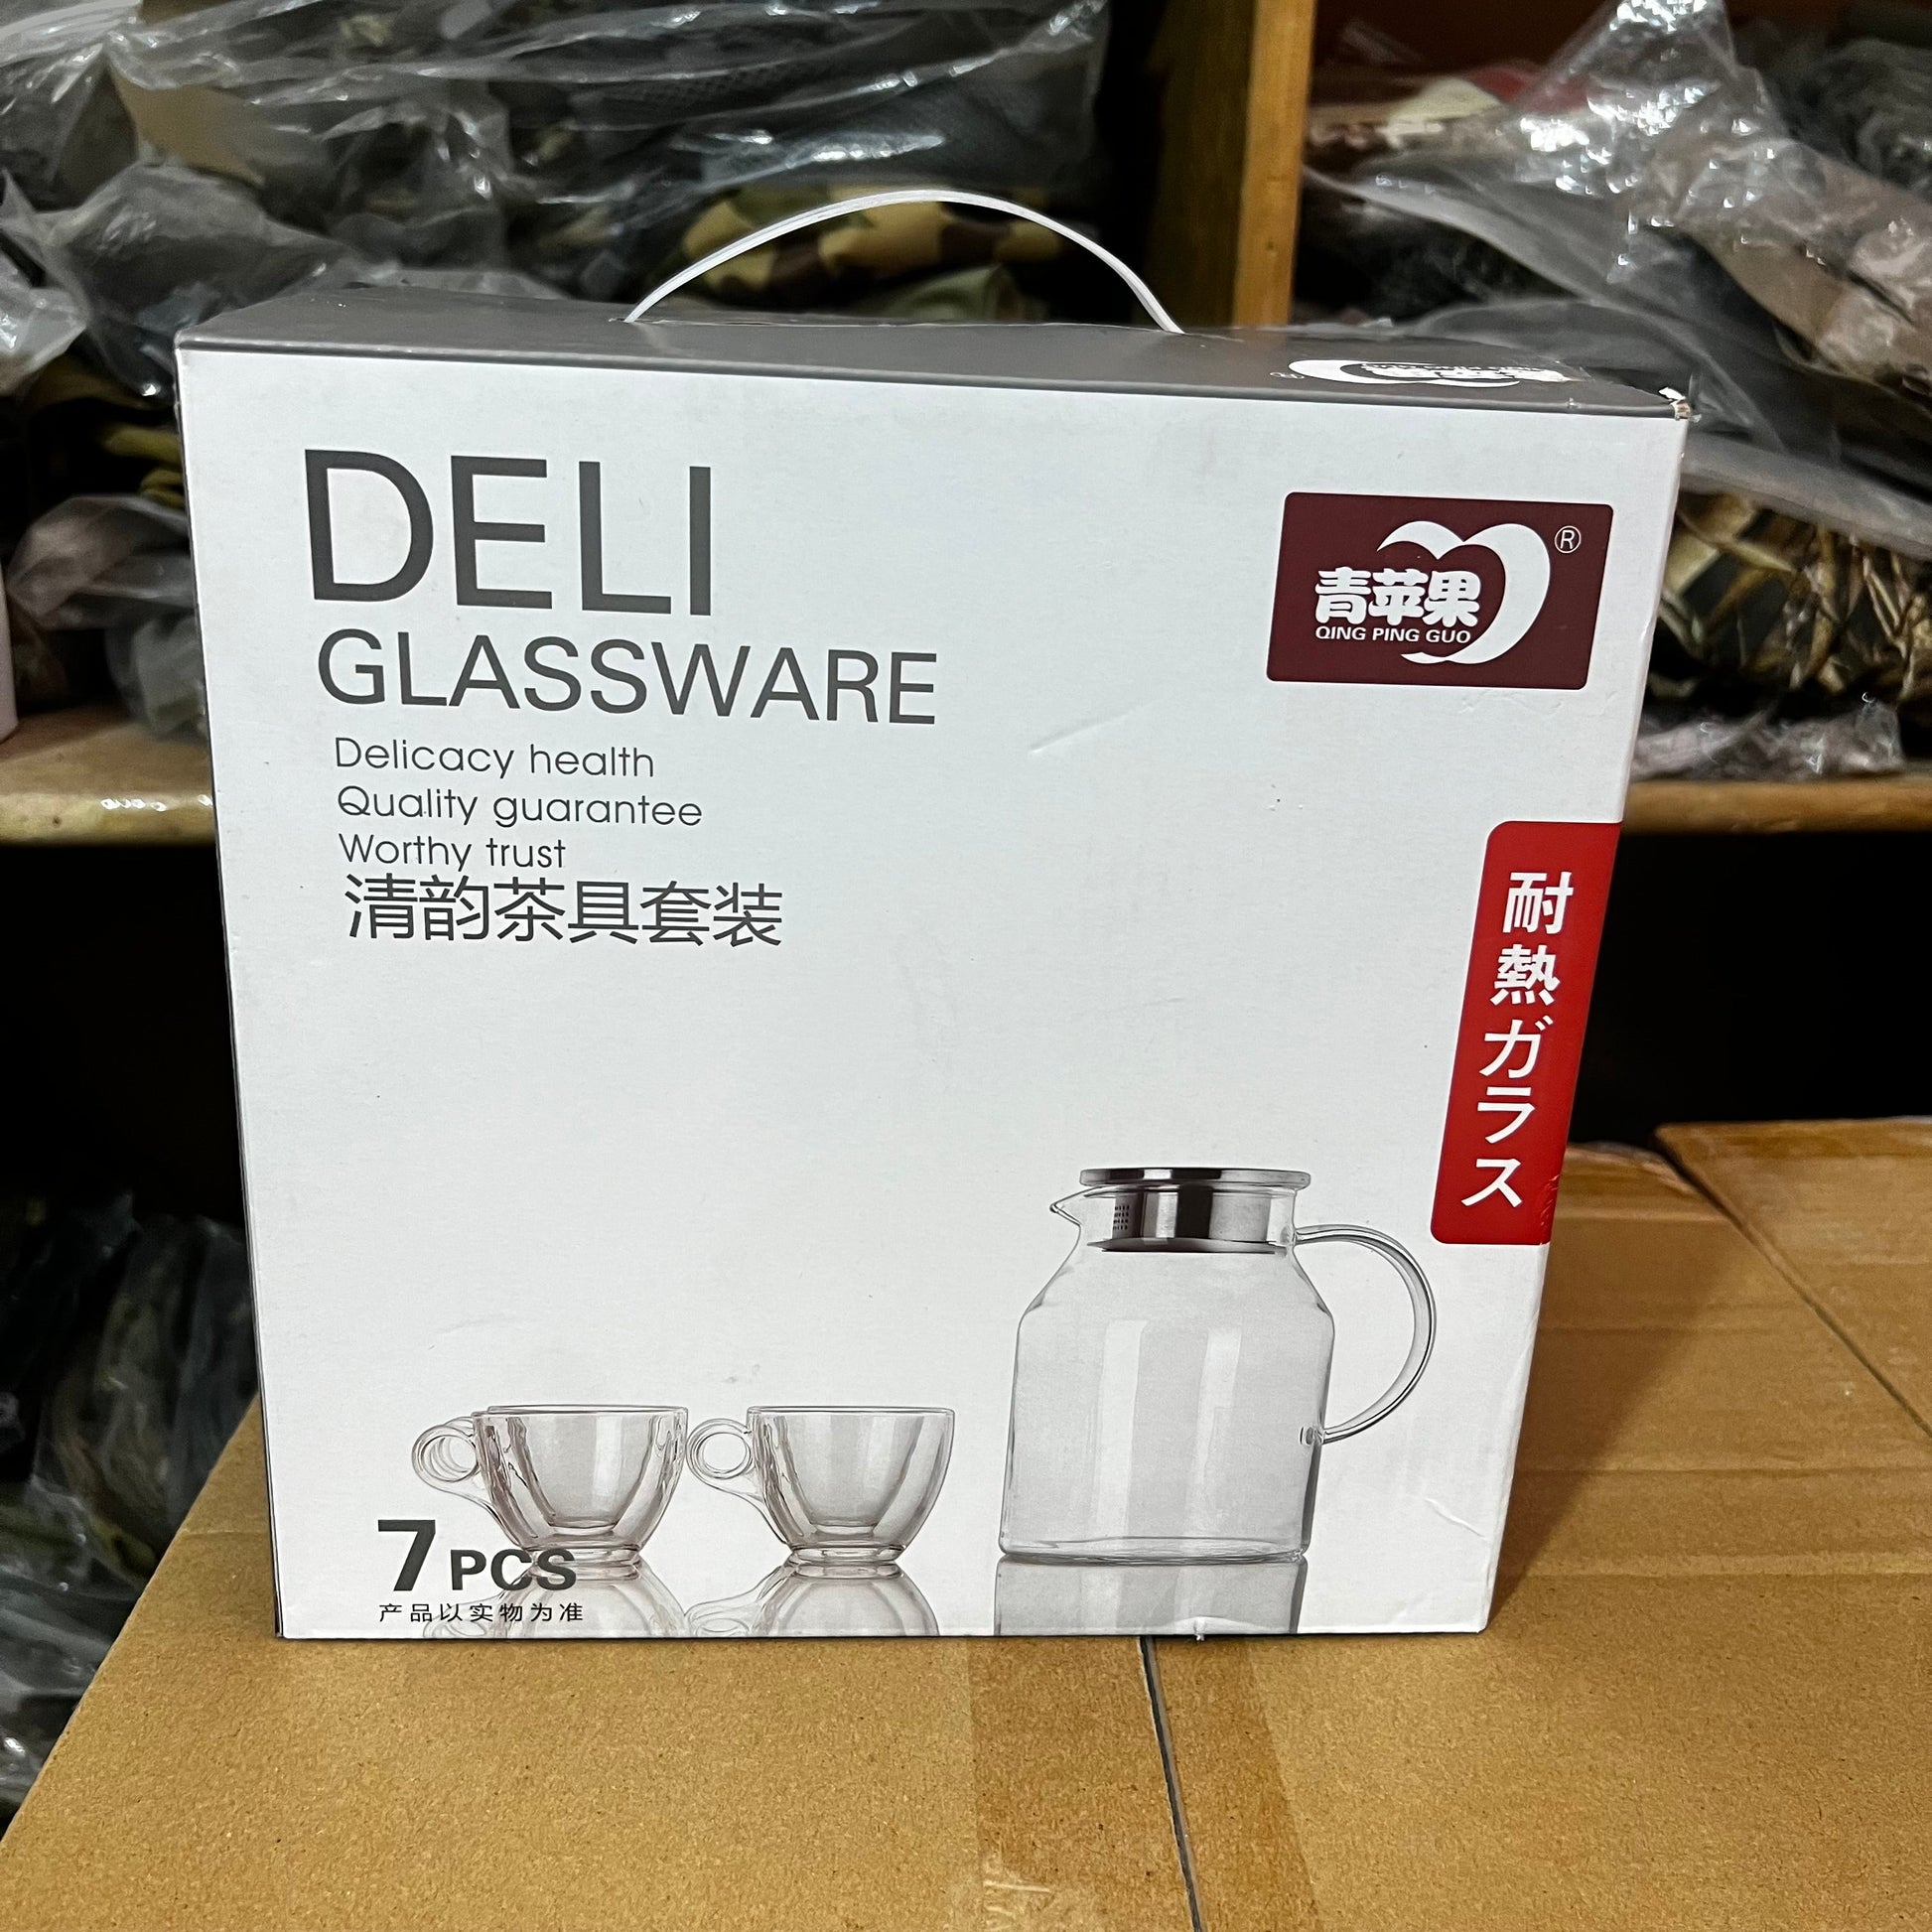 DELI
GLASSWARE
Delicacy health
Quality guarantee
Worthy trust
清韵茶具套装
青苹果
®
QING PING GUO
耐熱ガラス
7 PCS
产品以实物为准